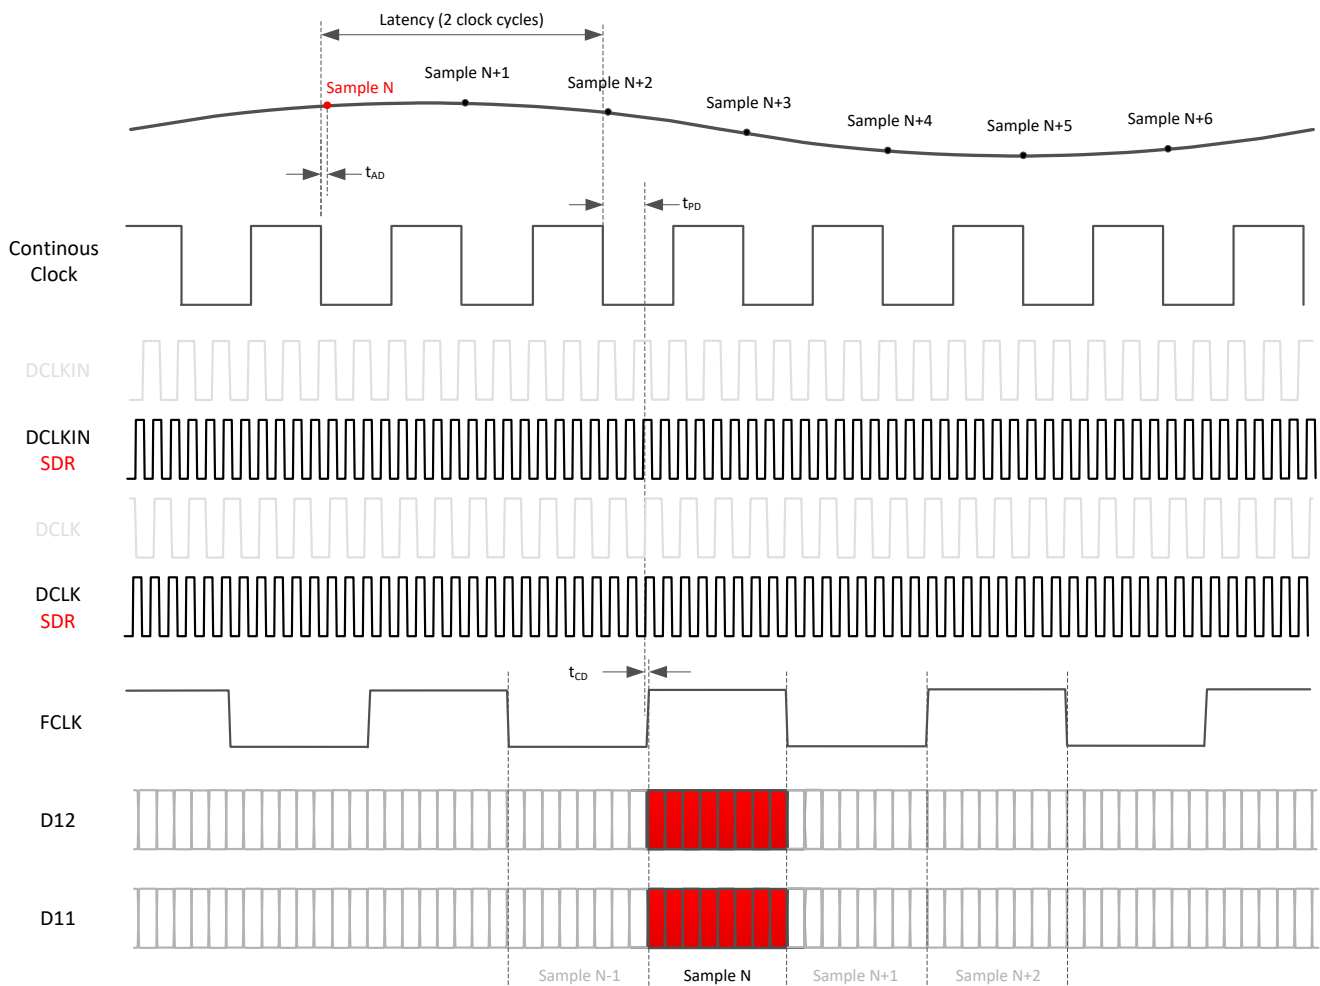 Latency (2 clock cycles)
Sample N
Sample N+1
Sample N+2
Sample N+3
Sample N+4
Sample N+5
Sample N+6
tAD
tPD
Continous
Clock
DCLKIN
DCLKIN
SDR
DCLK
DCLK
SDR
tCD
FCLK
D12
D11
Sample N-1
Sample N
Sample N+1
Sample N+2